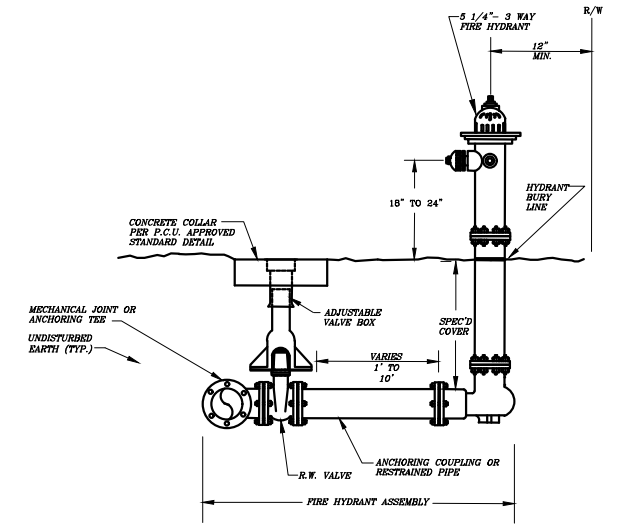 R/W
5 1/4"- 3 WAY
FIRE HYDRANT
12"
MIN.
HYDRANT
BURY
LINE
18" TO 24"
CONCRETE COLLAR
PER P.C.U. APPROVED
STANDARD DETAIL
MECHANICAL JOINT OR
ANCHORING TEE
ADJUSTABLE
VALVE BOX
SPEC'D
COVER
UNDISTURBED
EARTH (TYP.)
VARIES
1' TO
10'
ANCHORING COUPLING OR
RESTRAINED PIPE
R.W. VALVE
FIRE HYDRANT ASSEMBLY